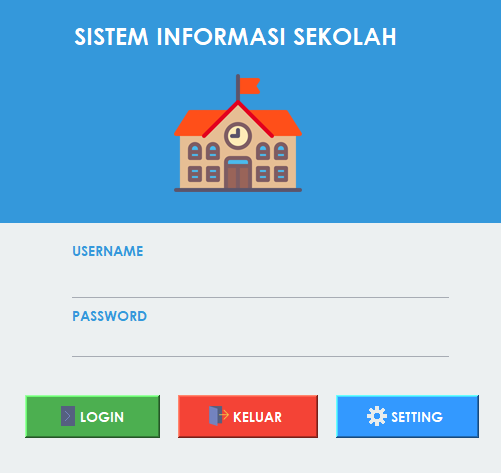 SISTEM INFORMASI SEKOLAH
USERNAME
PASSWORD
LOGIN KELUAR SETTING